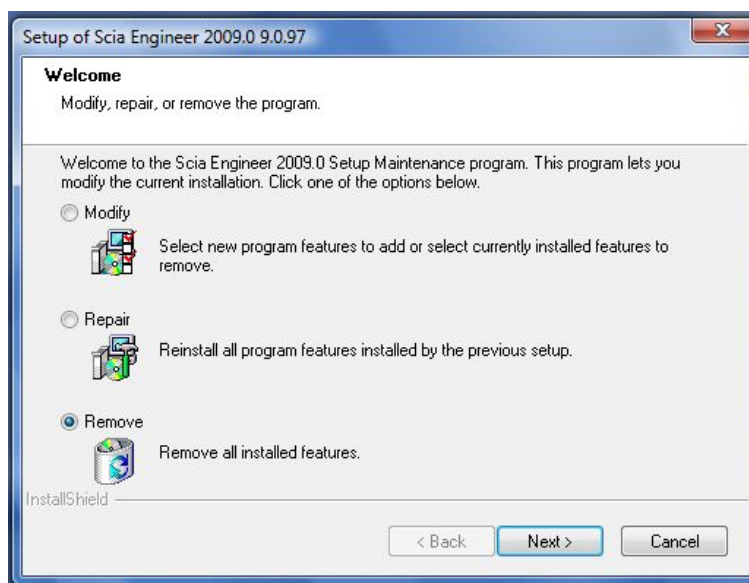 Setup of Scia Engineer 2009.0 9.0.97
Welcome
Modify, repair, or remove the program.
Welcome to the Scia Engineer 2009.0 Setup Maintenance program. This program lets you
modify the current installation. Click one of the options below.
Modify
Select new program features to add or select currently installed features to
remove.
Repair
Reinstall all program features installed by the previous setup.
Remove
Remove all installed features.
InstallShield
< Back
Next >
Cancel